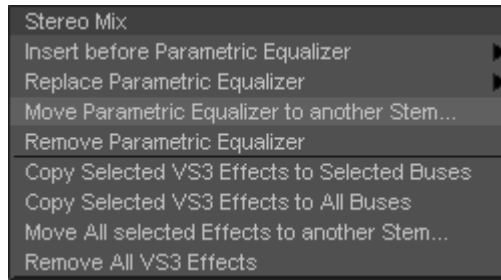 Stereo Mix
Insert before Parametric Equalizer
Replace Parametric Equalizer
Move Parametric Equalizer to another Stem...
Remove Parametric Equalizer
Copy Selected VS3 Effects to Selected Buses
Copy Selected VS3 Effects to All Buses
Move All selected Effects to another Stem...
Remove All VS3 Effects